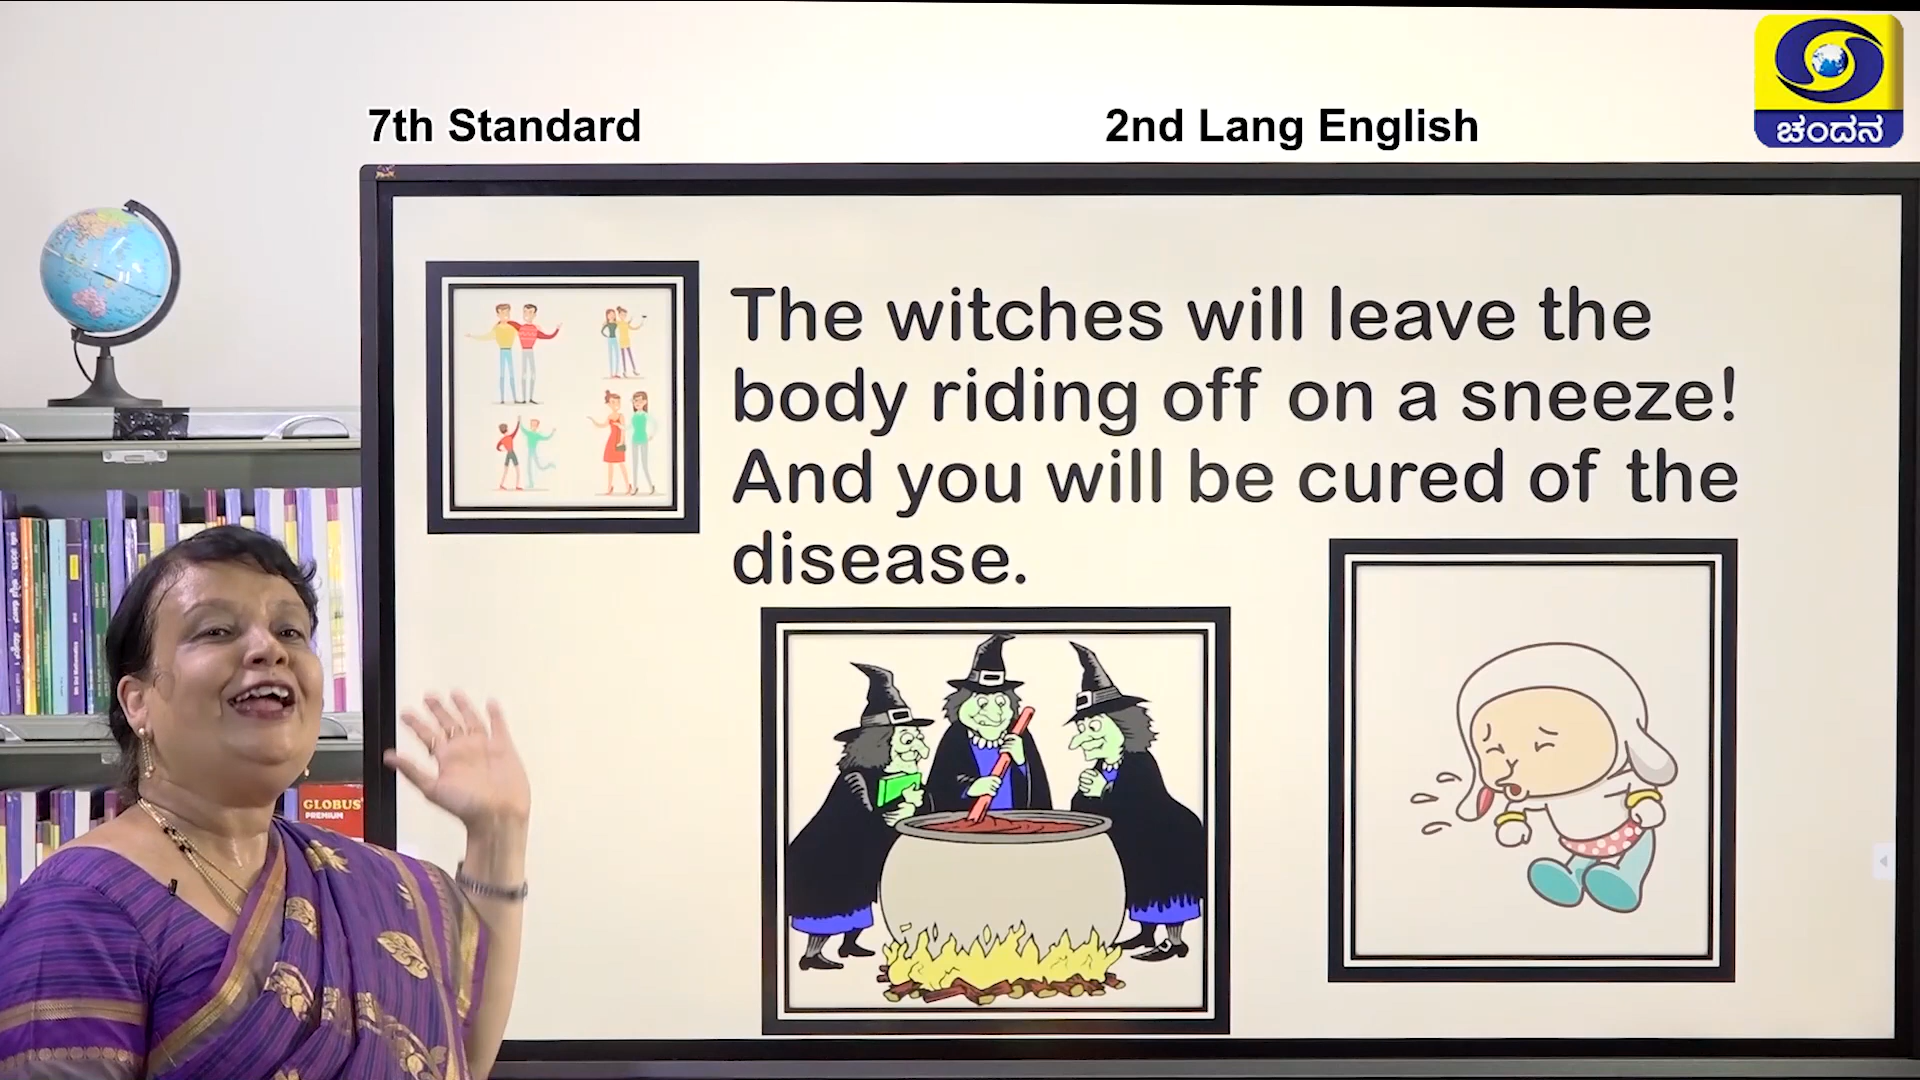 7th Standard
2nd Lang English
ಚಂದನ
The witches will leave the
body riding off on a sneeze!
And you will be cured of the
disease.
GLOBUS
PREMIUM